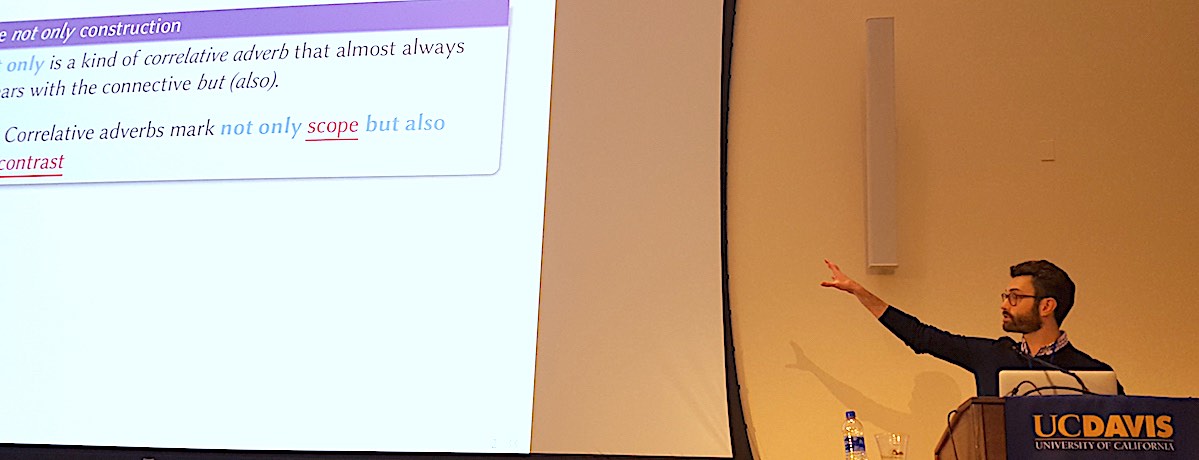 not only construction
only is a kind of correlative adverb that almost always
with the connective but (also).
Correlative adverbs mark not only scope but also
contrast
UCDAVIS
UNIVERSITY OF CALIFORNIA